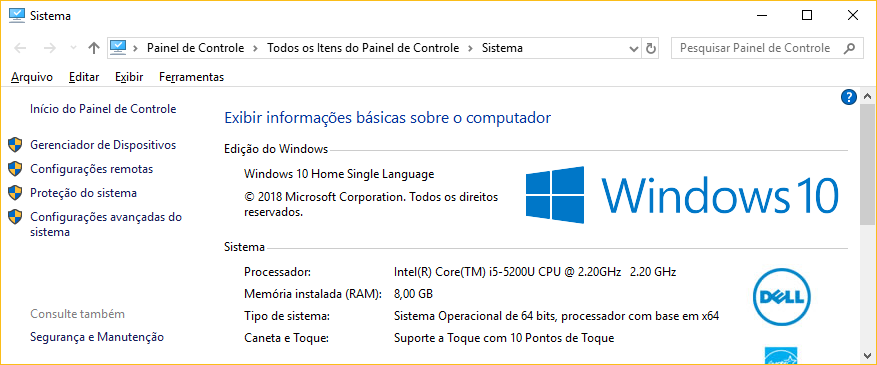 Sistema
Painel de Controle > Todos os Itens do Painel de Controle > Sistema
Pesquisar Painel de Controle
Arquivo Editar Exibir Ferramentas
Início do Painel de Controle
Gerenciador de Dispositivos
Configurações remotas
Proteção do sistema
Configurações avançadas do
sistema
Consulte também
Segurança e Manutenção
?
Exibir informações básicas sobre o computador
Edição do Windows
Windows 10 Home Single Language
© 2018 Microsoft Corporation. Todos os direitos
reservados.
Windows 10
Sistema
Processador: Intel(R) Core(TM) i5-5200U CPU @ 2.20GHz 2.20 GHz
Memória instalada (RAM): 8,00 GB
Tipo de sistema: Sistema Operacional de 64 bits, processador com base em x64
Caneta e Toque: Suporte a Toque com 10 Pontos de Toque
DELL